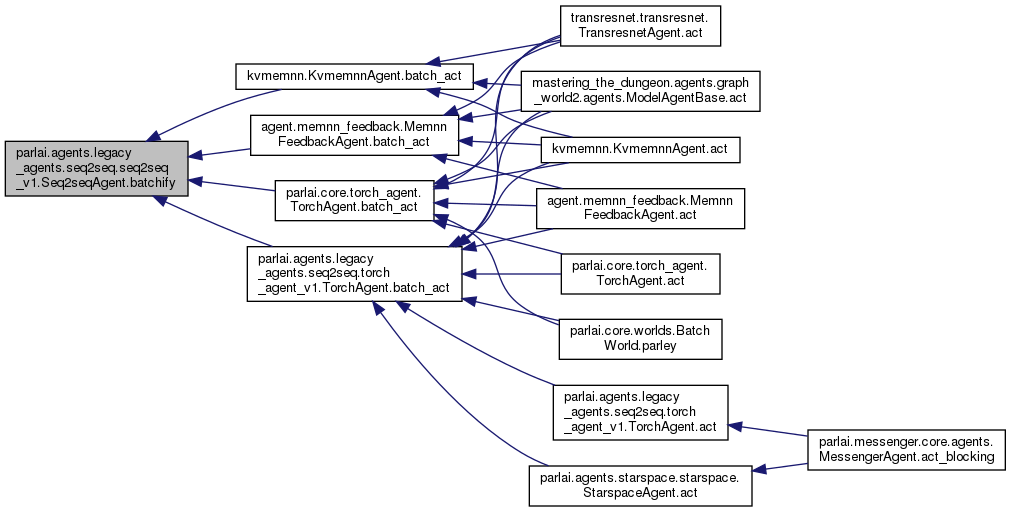 parlai.agents.legacy
_agents.seq2seq.seq2seq
_v1.Seq2seqAgent.batchify
kvmemnn.KvmemnnAgent.batch_act
agent.memnn_feedback.Memnn
FeedbackAgent.batch_act
parlai.core.torch_agent.
TorchAgent.batch_act
parlai.agents.legacy
_agents.seq2seq.torch
_agent_v1.TorchAgent.batch_act
transresnet.transresnet.
TransresnetAgent.act
mastering_the_dungeon.agents.graph
_world2.agents.ModelAgentBase.act
kvmemnn.KvmemnnAgent.act
agent.memnn_feedback.Memnn
FeedbackAgent.act
parlai.core.torch_agent.
TorchAgent.act
parlai.core.worlds.Batch
World.parley
parlai.agents.legacy
_agents.seq2seq.torch
_agent_v1.TorchAgent.act
parlai.agents.starspace.starspace.
StarspaceAgent.act
parlai.messenger.core.agents.
MessengerAgent.act_blocking